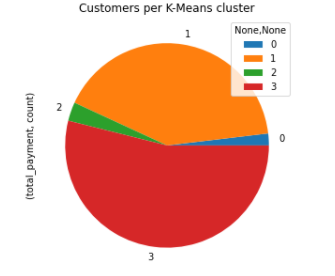 Customers per K-Means cluster
None,None
0
1
2
3
1
2
0
3
(total_payment, count)